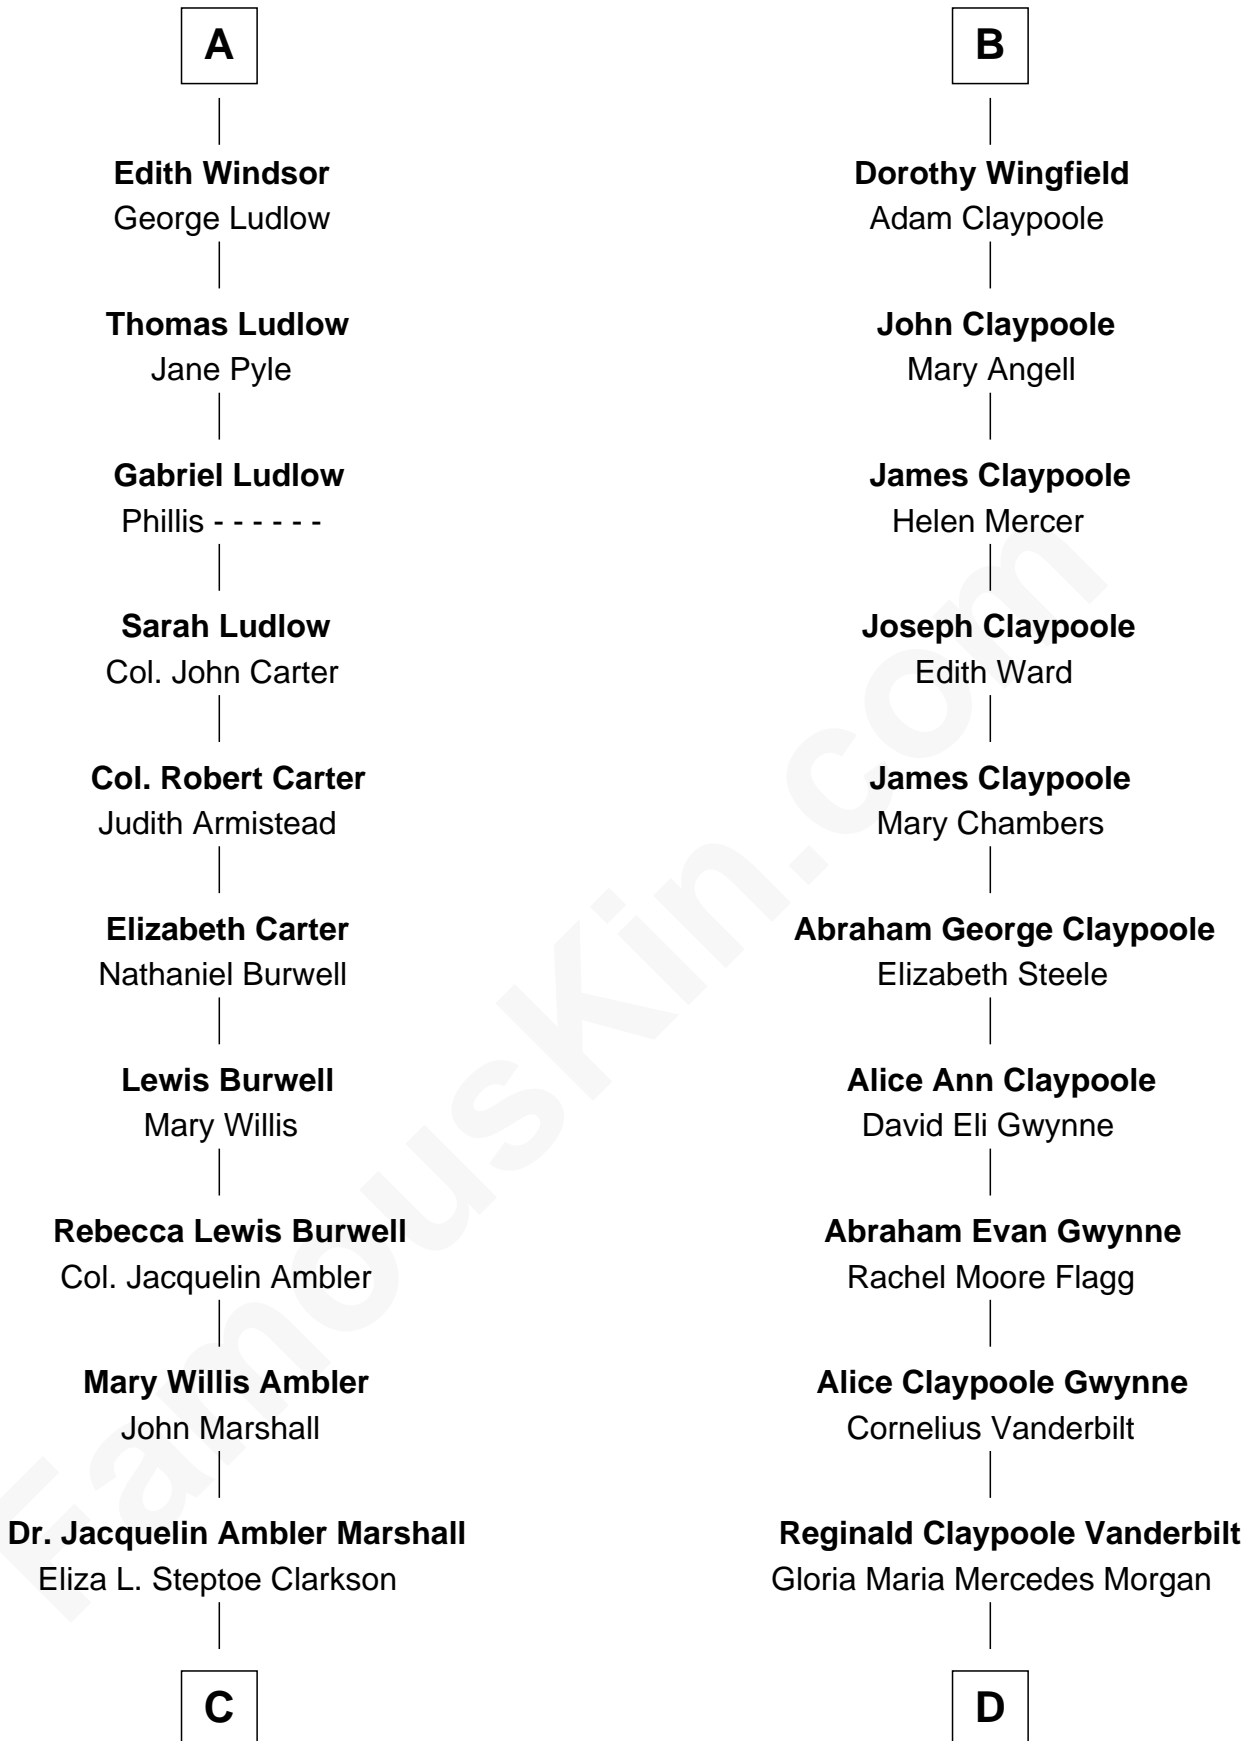 A
Edith Windsor
George Ludlow
Thomas Ludlow
Jane Pyle
Gabriel Ludlow
Phillis - - - - - -
Sarah Ludlow
Col. John Carter
Col. Robert Carter
Judith Armistead
Elizabeth Carter
Nathaniel Burwell
Lewis Burwell
Mary Willis
Rebecca Lewis Burwell
Col. Jacquelin Ambler
Mary Willis Ambler
John Marshall
Dr. Jacquelin Ambler Marshall
Eliza L. Steptoe Clarkson
C
B
Dorothy Wingfield
Adam Claypoole
John Claypoole
Mary Angell
James Claypoole
Helen Mercer
Joseph Claypoole
Edith Ward
James Claypoole
Mary Chambers
Abraham George Claypoole
Elizabeth Steele
Alice Ann Claypoole
David Eli Gwynne
Abraham Evan Gwynne
Rachel Moore Flagg
Alice Claypoole Gwynne
Cornelius Vanderbilt
Reginald Claypoole Vanderbilt
Gloria Maria Mercedes Morgan
D
FamousKin.com